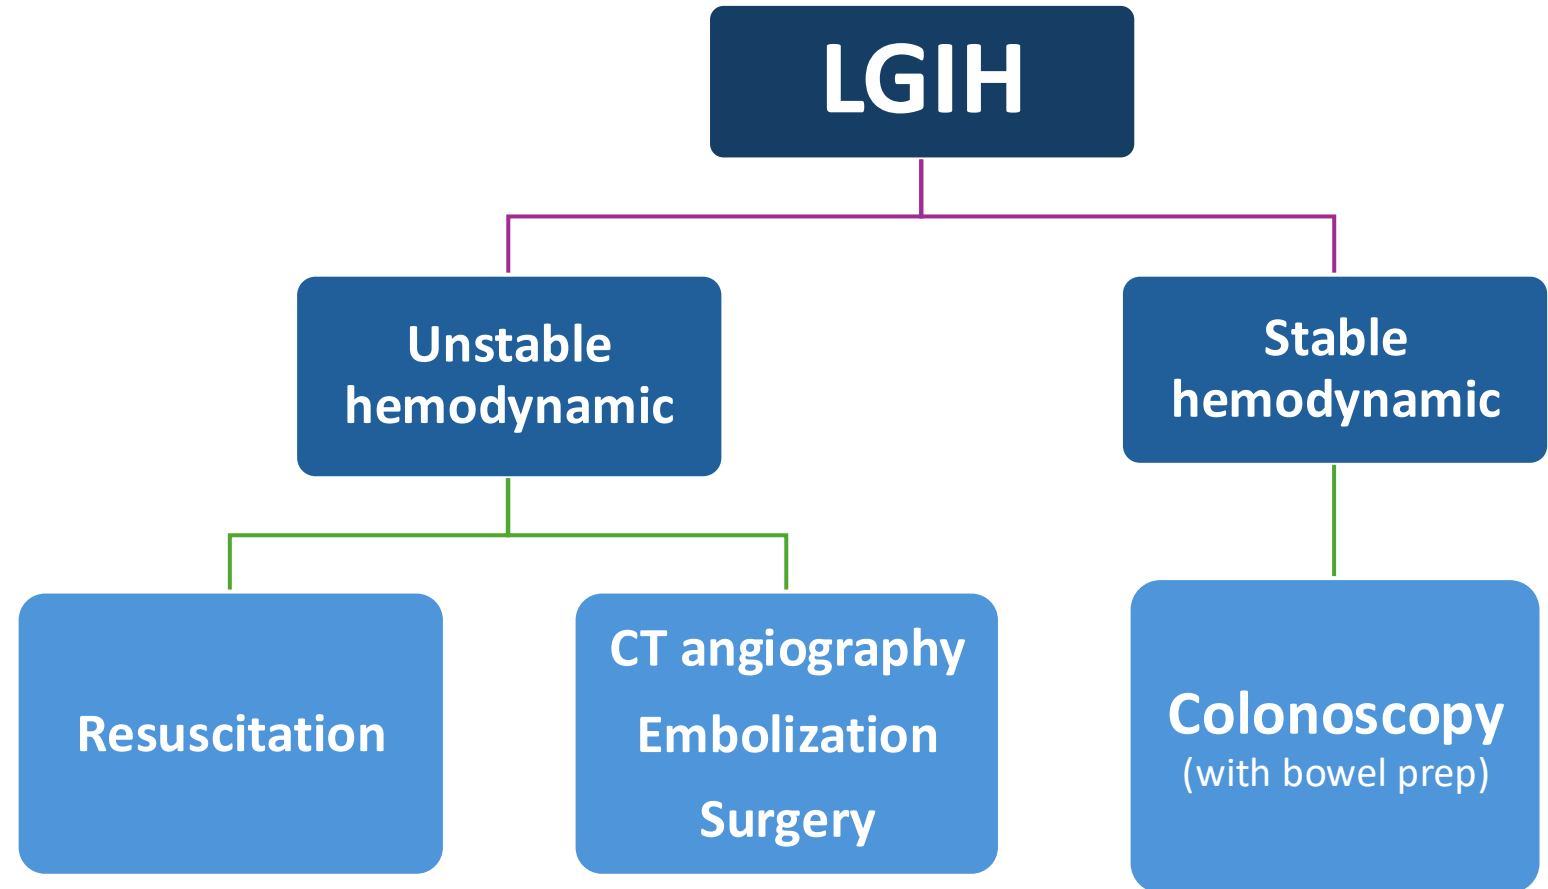 LGIH
Unstable
hemodynamic
Stable
hemodynamic
Resuscitation
CT angiography
Embolization
Surgery
Colonoscopy
(with bowel prep)